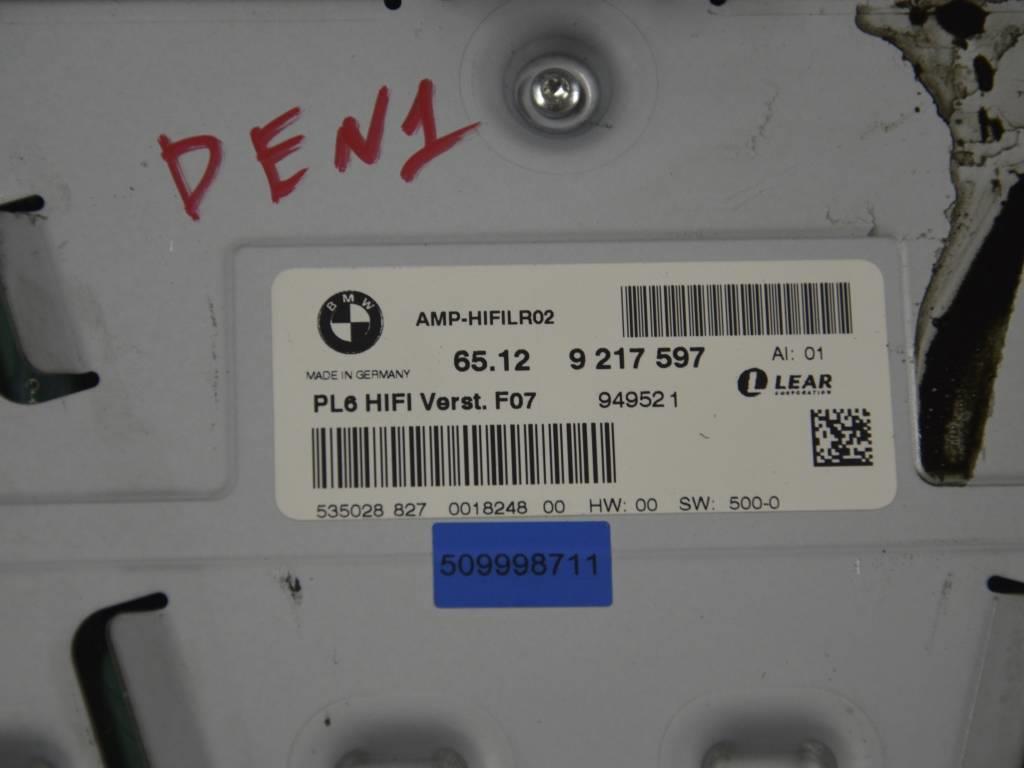 DEN1
BMW
AMP-HIFILR02
65.12 9 217 597
AI: 01
MADE IN GERMANY
LEAR
CORPORATION
PL6 HIFI Verst. F07 949521
535028 827 0018248 00 HW: 00 SW: 500-0
509998711